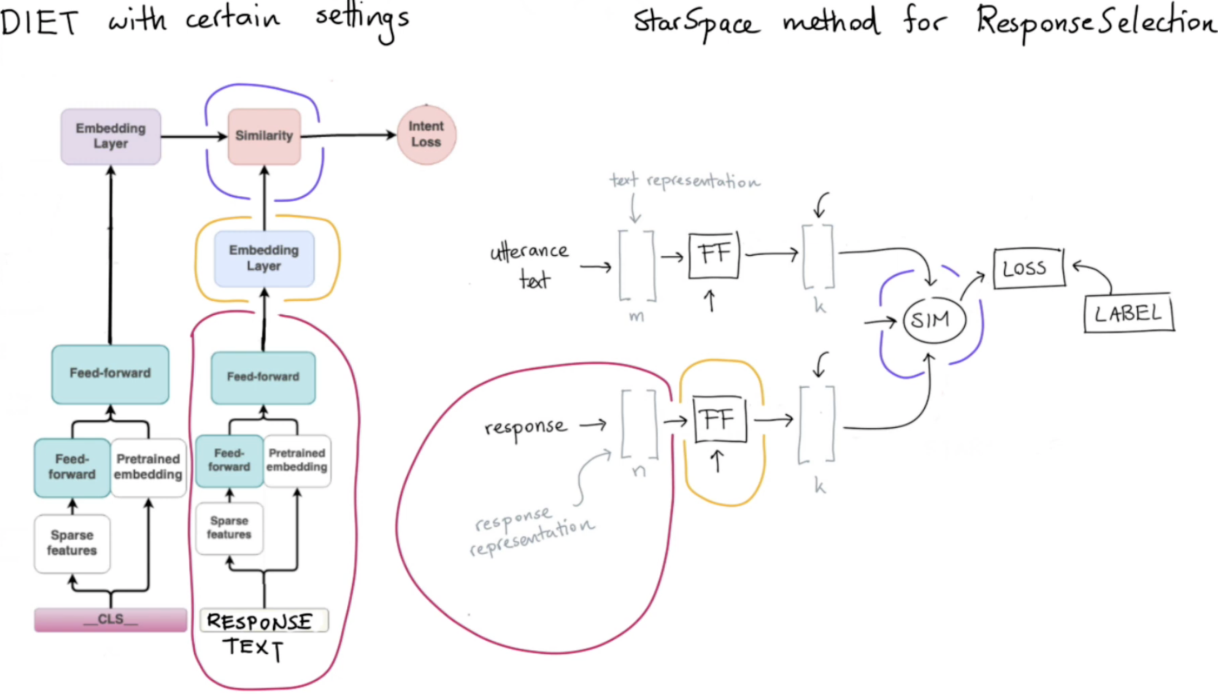 DIET with certain settings
StarSpace method for ResponseSelection
Embedding
Layer
Similarity
Intent
Loss
Embedding
Layer
Feed-forward
Feed-forward
Feed-
forward
Pretrained
embedding
Feed-
forward
Pretrained
embedding
Sparse
features
Sparse
features
__CLS__
RESPONSE
TEXT
text representation
utterance
text
m
FF
k
SIM
LOSS
LABEL
response
n
FF
k
response
representation